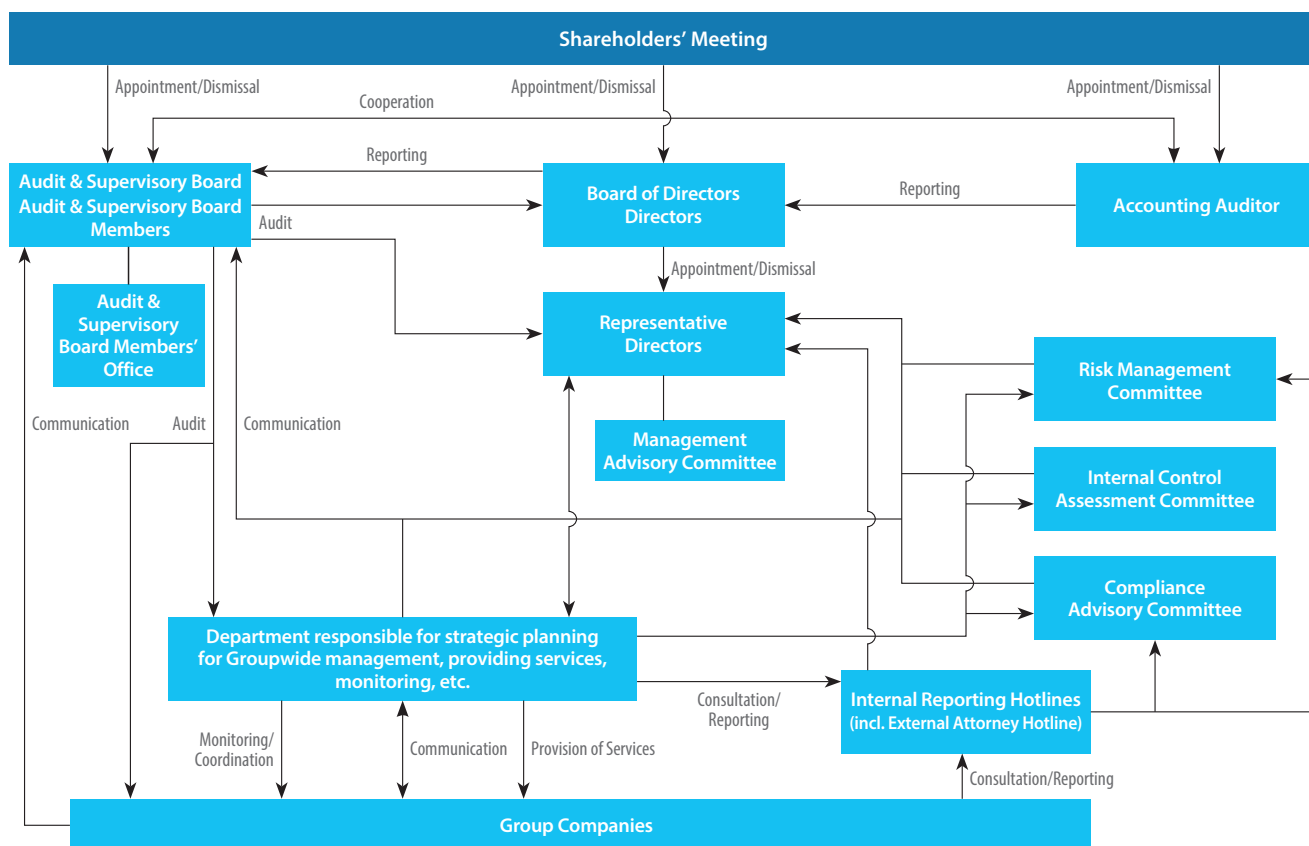 Shareholders’ Meeting
Appointment/Dismissal
Appointment/Dismissal
Appointment/Dismissal
Cooperation
Reporting
Audit & Supervisory Board
Audit & Supervisory Board
Members
Board of Directors
Directors
Reporting
Accounting Auditor
Audit
Appointment/Dismissal
Audit &
Supervisory
Board Members’
Office
Representative
Directors
Risk Management
Committee
Communication
Audit
Communication
Management
Advisory Committee
Internal Control
Assessment Committee
Compliance
Advisory Committee
Department responsible for strategic planning
for Groupwide management, providing services,
monitoring, etc.
Consultation/
Reporting
Internal Reporting Hotlines
(incl. External Attorney Hotline)
Monitoring/
Coordination
Communication
Provision of Services
Consultation/Reporting
Group Companies